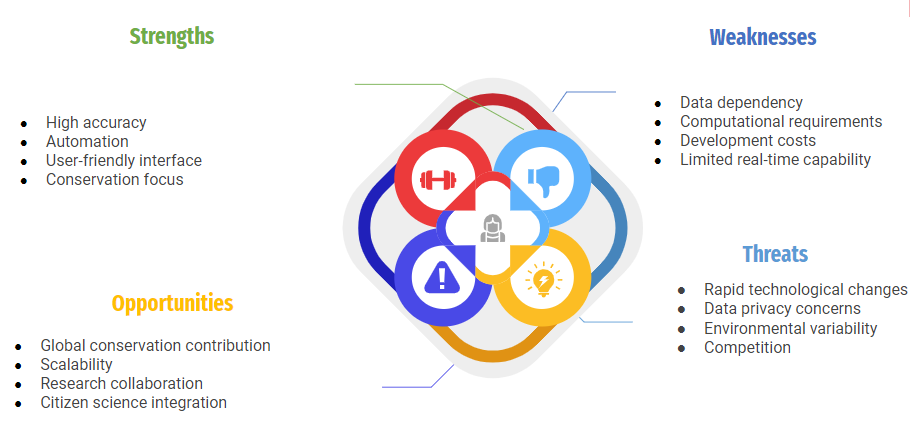 Strengths
High accuracy
Automation
User-friendly interface
Conservation focus
Weaknesses
Data dependency
Computational requirements
Development costs
Limited real-time capability
Opportunities
Global conservation contribution
Scalability
Research collaboration
Citizen science integration
Threats
Rapid technological changes
Data privacy concerns
Environmental variability
Competition